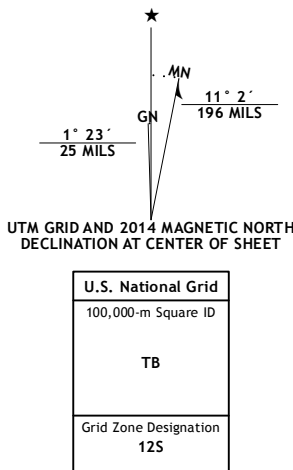 ★
MN
GN
11° 2´
196 MILS
1° 23´
25 MILS
UTM GRID AND 2014 MAGNETIC NORTH
DECLINATION AT CENTER OF SHEET
U.S. National Grid
100,000-m Square ID
TB
Grid Zone Designation
12S